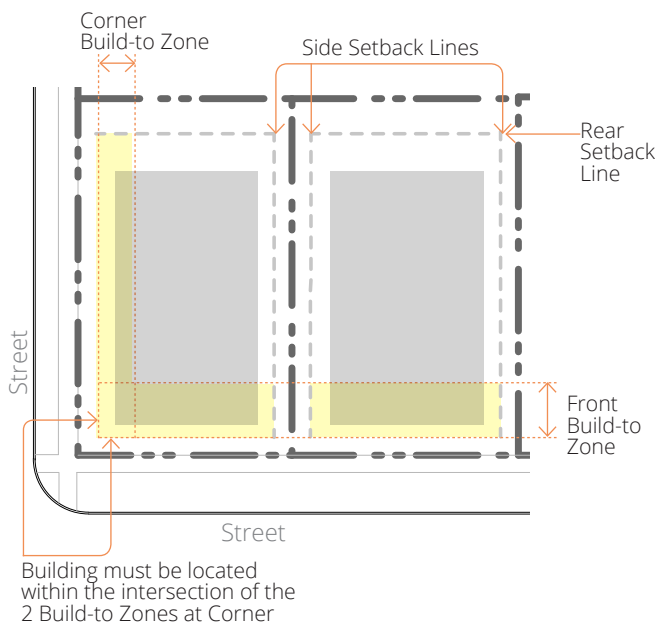 Corner
Build-to Zone
Side Setback Lines
Rear
Setback
Line
Street
Front
Build-to
Zone
Street
Building must be located
within the intersection of the
2 Build-to Zones at Corner